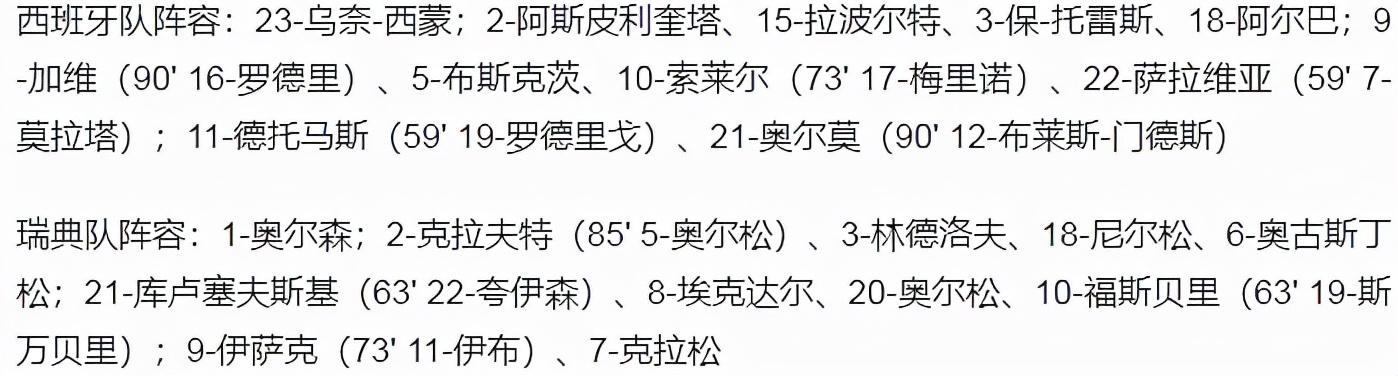 西班牙队阵容：23-乌奈-西蒙；2-阿斯皮利奎塔、15-拉波尔特、3-保-托雷斯、18-阿尔巴；9
-加维（90' 16-罗德里）、5-布斯克茨、10-索莱尔（73' 17-梅里诺）、22-萨拉维亚（59' 7-
莫拉塔）；11-德托马斯（59' 19-罗德里戈）、21-奥尔莫（90' 12-布莱斯-门德斯）
瑞典队阵容：1-奥尔森；2-克拉夫特（85' 5-奥尔松）、3-林德洛夫、18-尼尔松、6-奥古斯丁
松；21-库卢塞夫斯基（63' 22-夸伊森）、8-埃克达尔、20-奥尔松、10-福斯贝里（63' 19-斯
万贝里）；9-伊萨克（73' 11-伊布）、7-克拉松